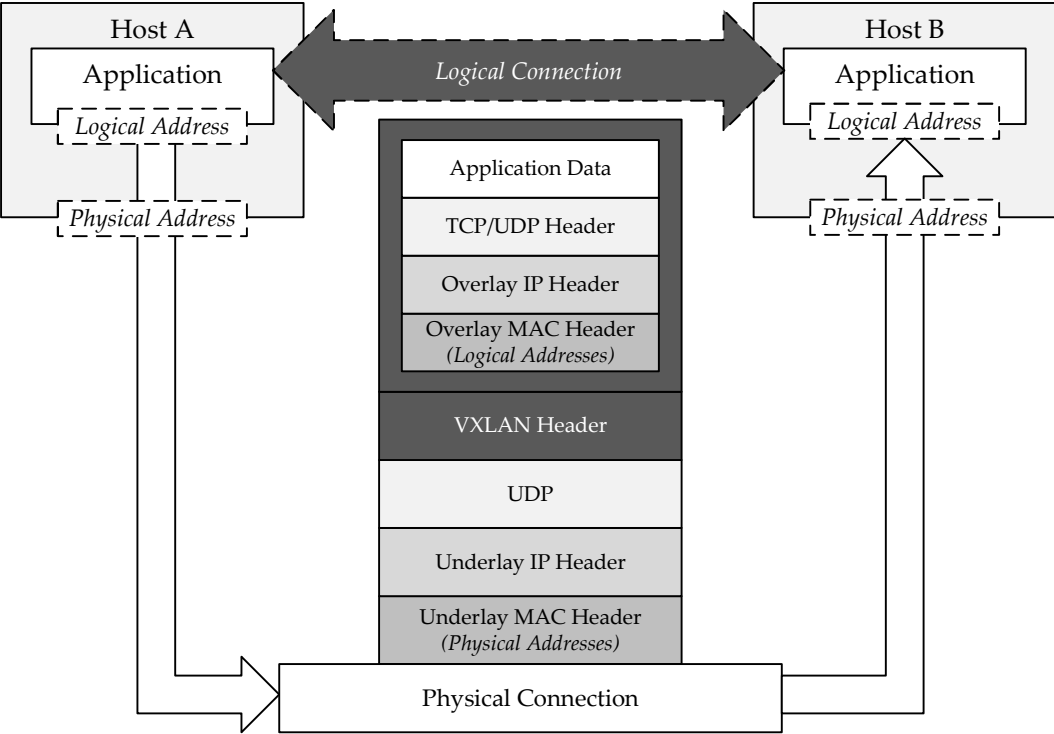 Host A
Application
Logical Address
Physical Address
Logical Connection
Host B
Application
Logical Address
Physical Address
Application Data
TCP/UDP Header
Overlay IP Header
Overlay MAC Header
(Logical Addresses)
VXLAN Header
UDP
Underlay IP Header
Underlay MAC Header
(Physical Addresses)
Physical Connection